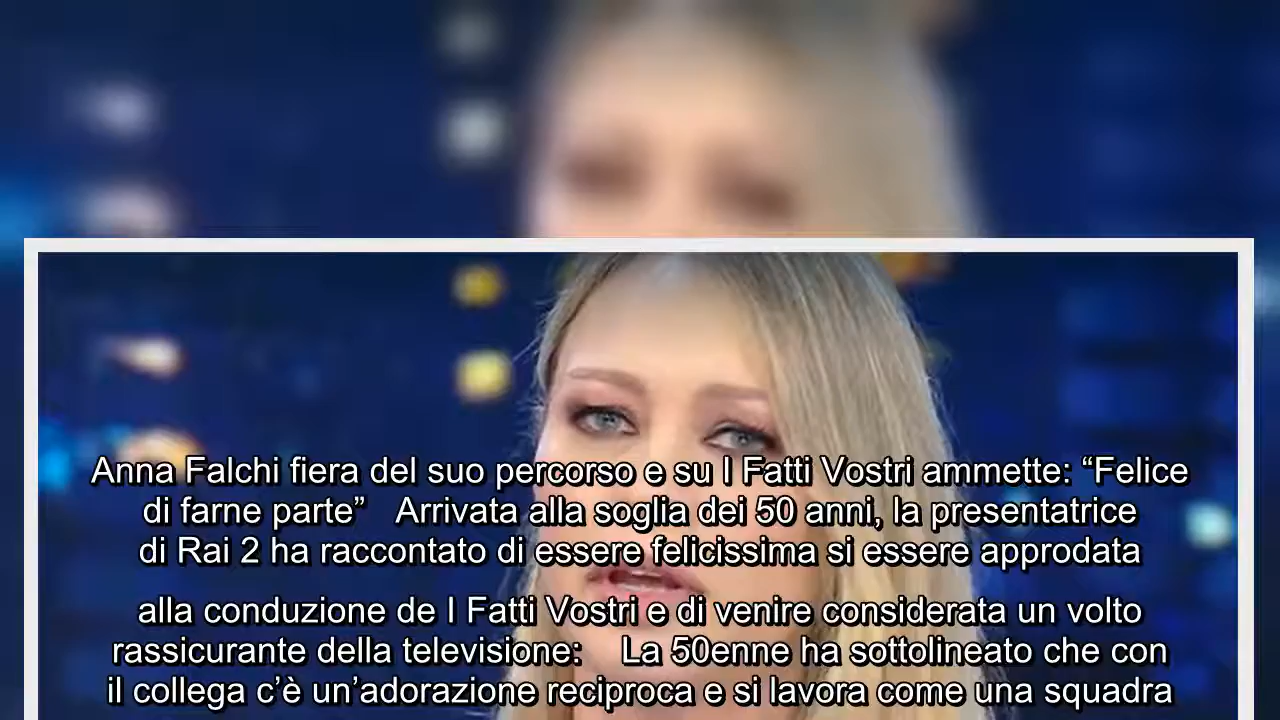 Anna Falchi fiera del suo percorso e su I Fatti Vostri ammette: “Felice
di farne parte” Arrivata alla soglia dei 50 anni, la presentatrice
di Rai 2 ha raccontato di essere felicissima si essere approdata
alla conduzione de I Fatti Vostri e di venire considerata un volto
rassicurante della televisione: La 50enne ha sottolineato che con
il collega c’è un’adorazione reciproca e si lavora come una squadra